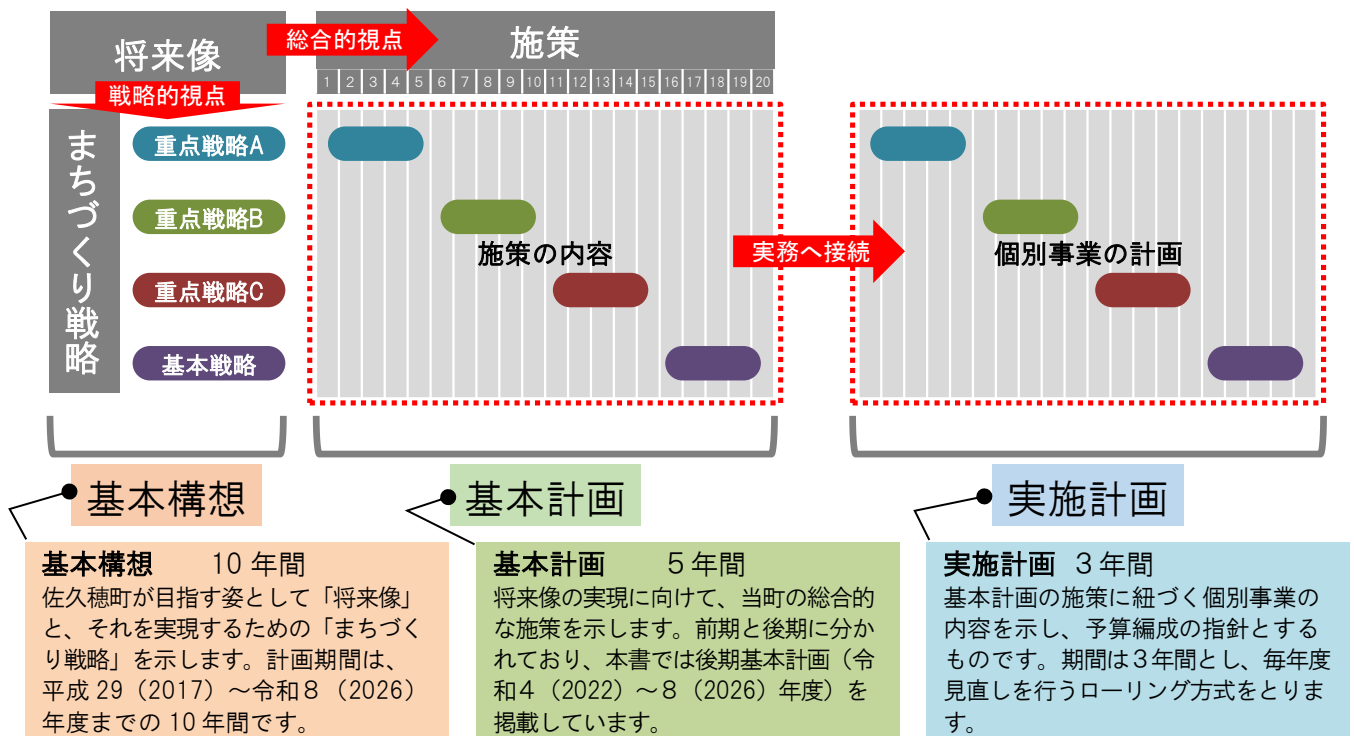 将来像
総合的視点
施策
1 2 3 4 5 6 7 8 9 10 11 12 13 14 15 16 17 18 19 20
戦略的視点
まちづくり戦略
重点戦略A
重点戦略B
重点戦略C
基本戦略
施策の内容
実務へ接続
個別事業の計画
基本構想
基本計画
実施計画
基本構想 10年間
佐久穂町が目指す姿として「将来像」
と、それを実現するための「まちづく
り戦略」を示します。計画期間は、
平成 29（2017）～令和８（2026）
年度までの 10 年間です。
基本計画 ５年間
将来像の実現に向けて、当町の総合的
な施策を示します。前期と後期に分か
れており、本書では後期基本計画（令
和４（2022）～８（2026）年度）を
掲載しています。
実施計画 ３年間
基本計画の施策に紐づく個別事業の
内容を示し、予算編成の指針とする
ものです。期間は３年間とし、毎年度
見直しを行うローリング方式をとりま
す。